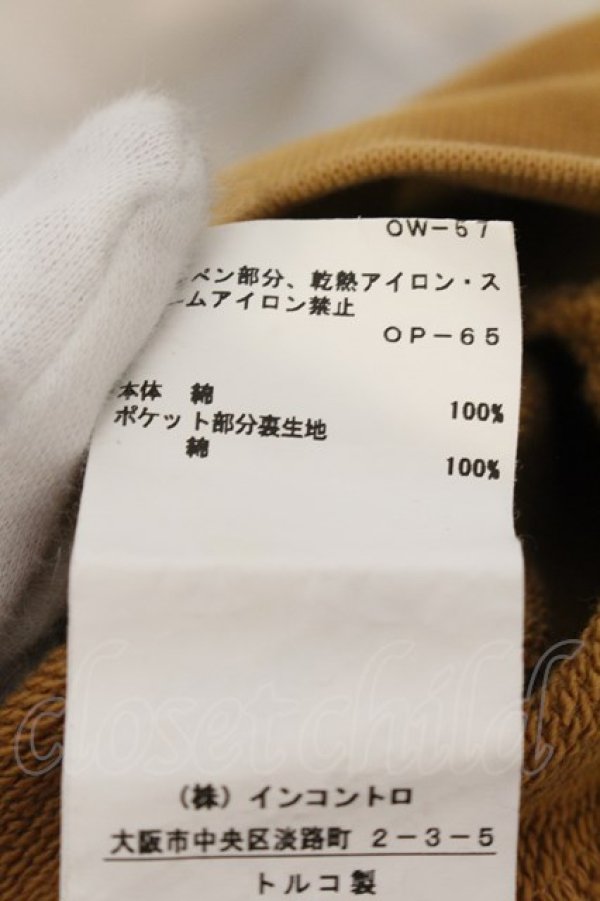 OW-57
ペン部分、乾熱アイロン・ス
ームアイロン禁止
OP-65
本体 綿 100%
ポケット部分裏生地
綿 100%
closetchild
(株) インコントロ
大阪市中央区淡路町 2-3-5
トルコ製